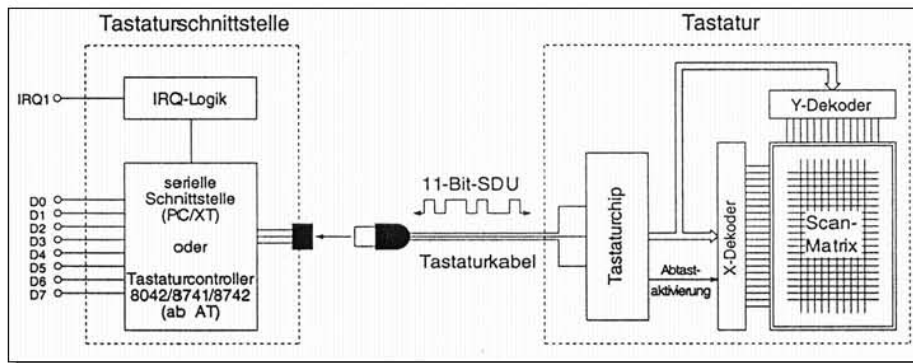 Tastaturschnittstelle
Tastatur
IRQ1
IRQ-Logik
Y-Dekoder
serielle
Schnittstelle
(PC/XT)
oder
Tastaturcontroller
8042/8741/8742
(ab AT)
D0
D1
D2
D3
D4
D5
D6
D7
11-Bit-SDU
Tastaturkabel
Tastaturchip
Abtast-
aktivierung
X-Dekoder
Scan-
Matrix